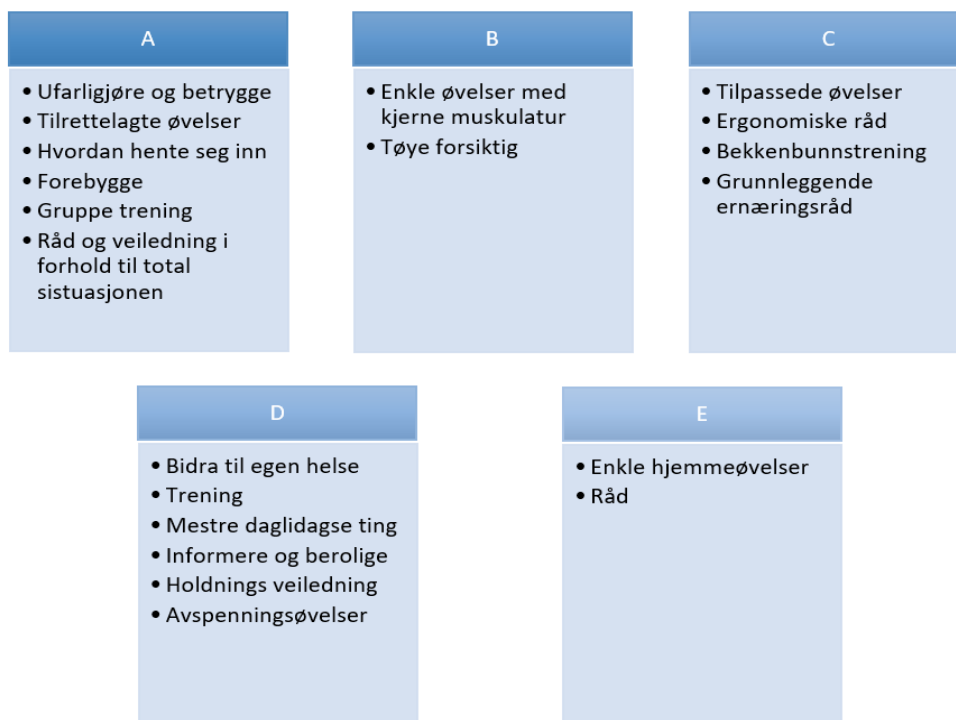 A
• Ufarligjøre og betrygge
• Tilrettelagte øvelser
• Hvordan hente seg inn
• Forebygge
• Gruppe trening
• Råd og veiledning i
forhold til total
sistuasjonen
B
• Enkle øvelser med
kjerne muskulatur
• Tøye forsiktig
C
• Tilpassede øvelser
• Ergonomiske råd
• Bekkenbunnstrening
• Grunnleggende
ernæringsråd
D
• Bidra til egen helse
• Trening
• Mestre daglidagse ting
• Informere og berolige
• Holdnings veiledning
• Avspenningsøvelser
E
• Enkle hjemmeøvelser
• Råd